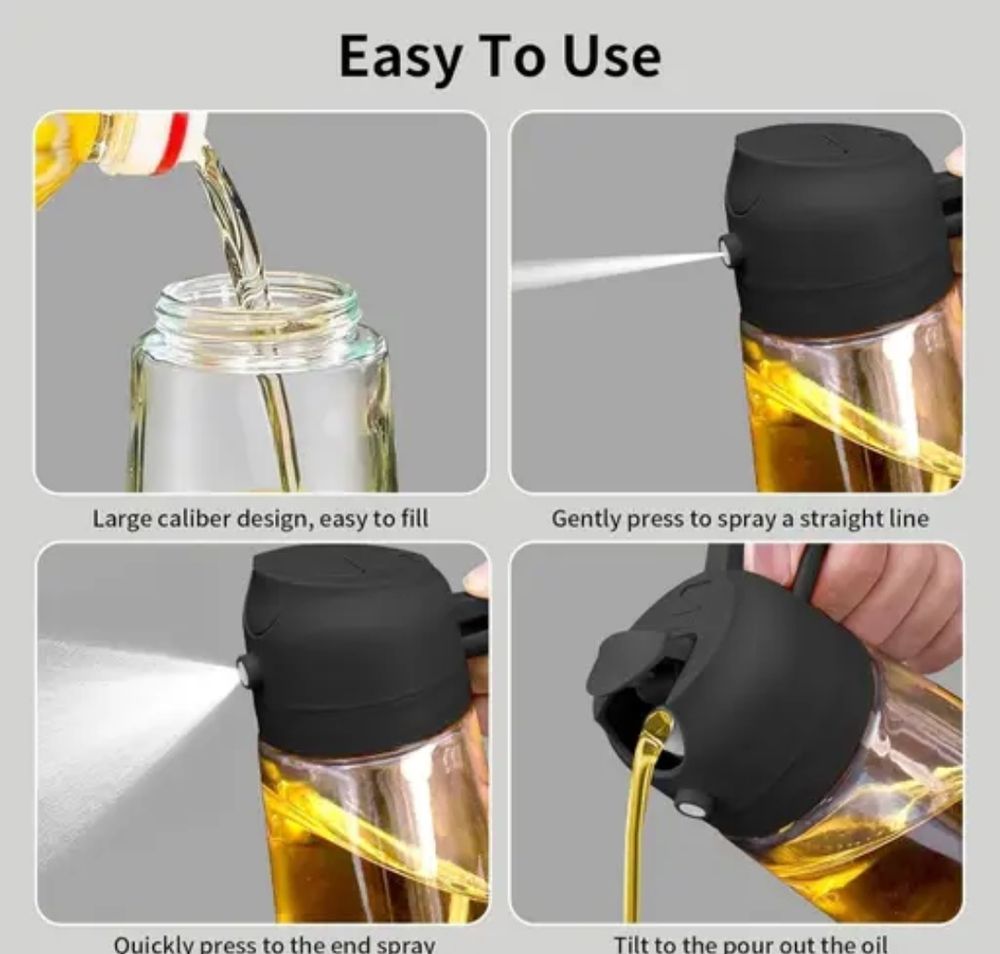 Easy To Use
Large caliber design, easy to fill
Gently press to spray a straight line
Quickly press to the end spray
Tilt to the pour out the oil